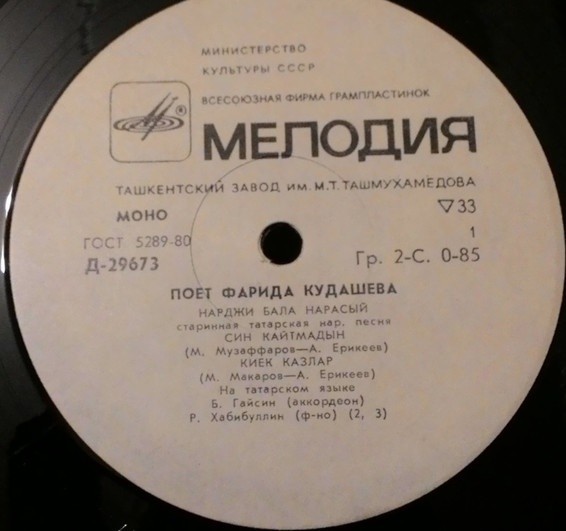 МИНИСТЕРСТВО
КУЛЬТУРЫ СССР
ВСЕСОЮЗНАЯ ФИРМА ГРАМПЛАСТИНОК
МЕЛОДИЯ
ТАШКЕНТСКИЙ ЗАВОД ИМ. М.Т. ТАШМУХАМЕДОВА
МОНО ▽33
ГОСТ 5289-80 1
Д-29673 Гр. 2-С. 0-85
ПОЕТ ФАРИДА КУДАШЕВА
НАРДЖИ БАЛА НАРАСЫЙ
старинная татарская нар. песня
СИН КАЙТМАДЫН
(М. Музаффаров—А. Ерикеев)
КИЕК КАЗЛАР
(М. Макаров—А. Ерикеев)
На татарском языке
Б. Гайсин (аккордеон)
Р. Хабибуллин (ф-но) (2, 3)